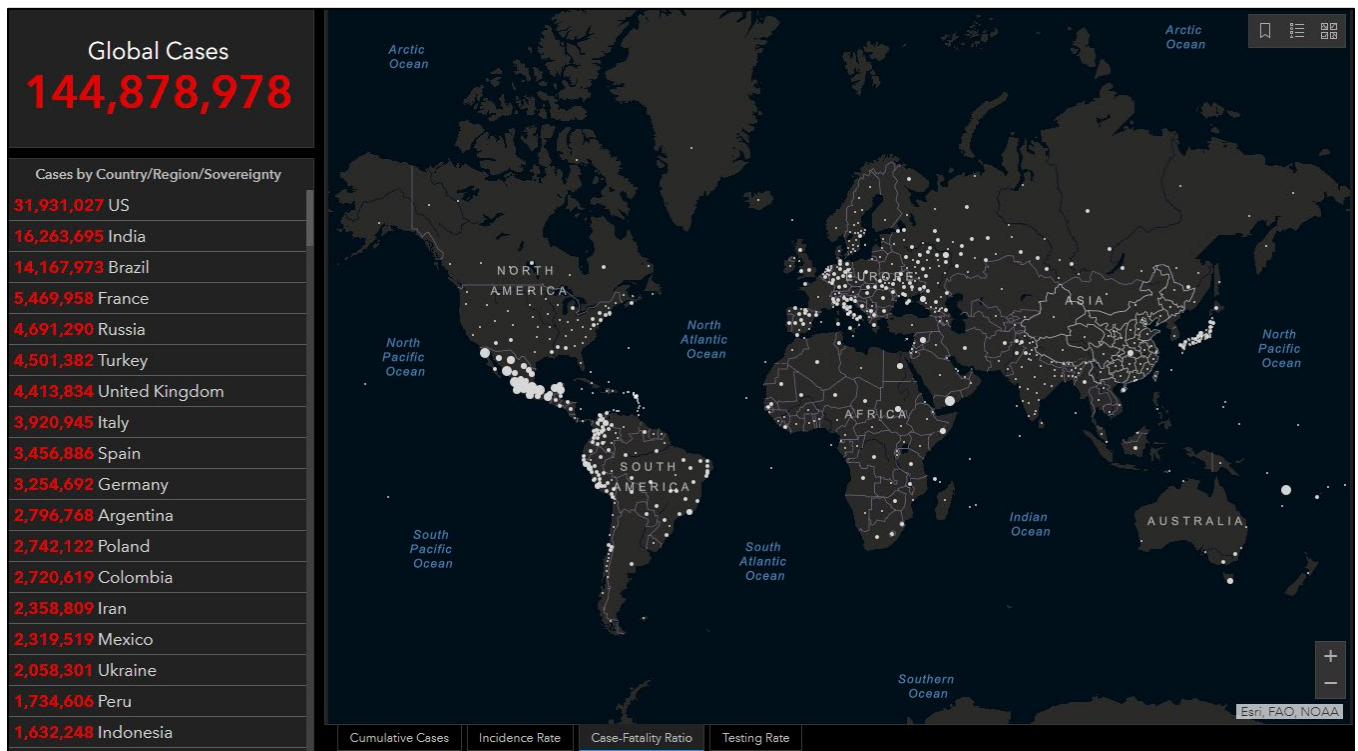 Global Cases
144,878,978
Cases by Country/Region/Sovereignty
31,931,027 US
16,263,695 India
14,167,973 Brazil
5,469,958 France
4,691,290 Russia
4,501,382 Turkey
4,413,834 United Kingdom
3,920,945 Italy
3,456,886 Spain
3,254,692 Germany
2,796,768 Argentina
2,742,122 Poland
2,720,619 Colombia
2,358,809 Iran
2,319,519 Mexico
2,058,301 Ukraine
1,734,606 Peru
1,632,248 Indonesia
Arctic
Ocean
Arctic
Ocean
NORTH
AMERICA
EUROPE
ASIA
North
Pacific
Ocean
North
Atlantic
Ocean
North
Pacific
Ocean
AFRICA
SOUTH
AMERICA
South
Pacific
Ocean
South
Atlantic
Ocean
Indian
Ocean
AUSTRALIA
Southern
Ocean
+
−
Esri, FAO, NOAA
Cumulative Cases
Incidence Rate
Case-Fatality Ratio
Testing Rate